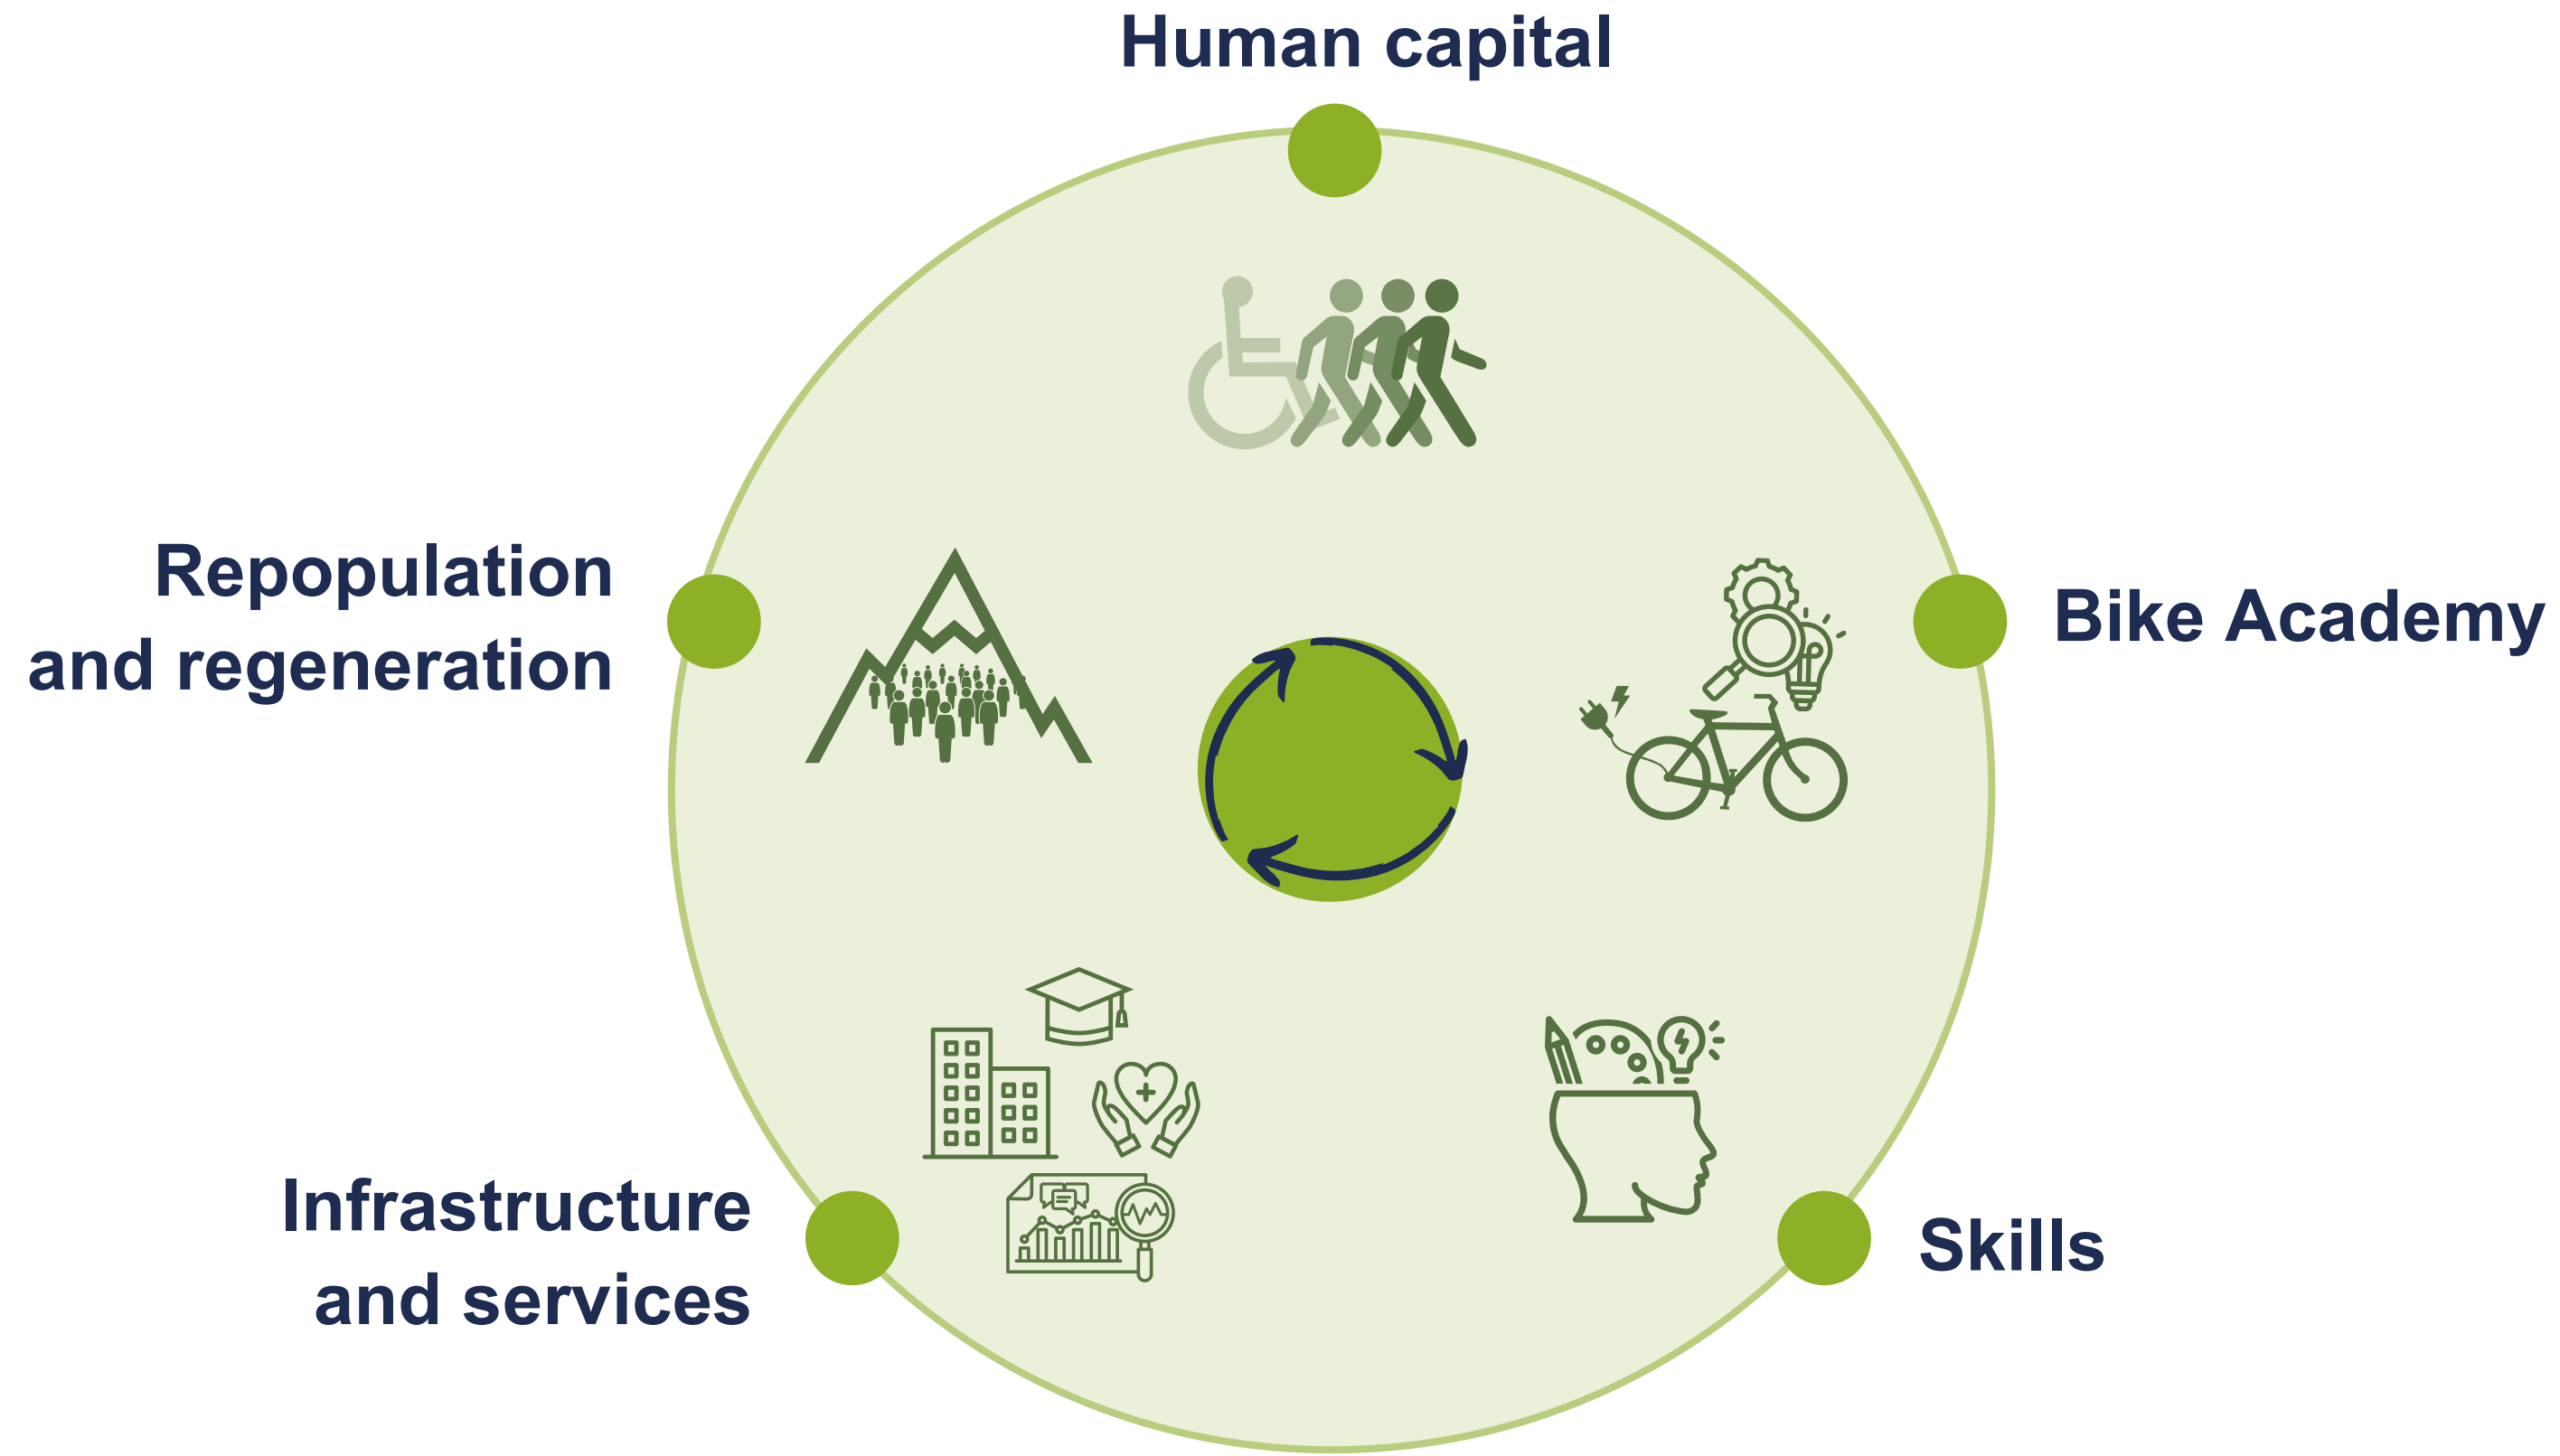 Human capital
Repopulation
and regeneration
Bike Academy
Infrastructure
and services
Skills